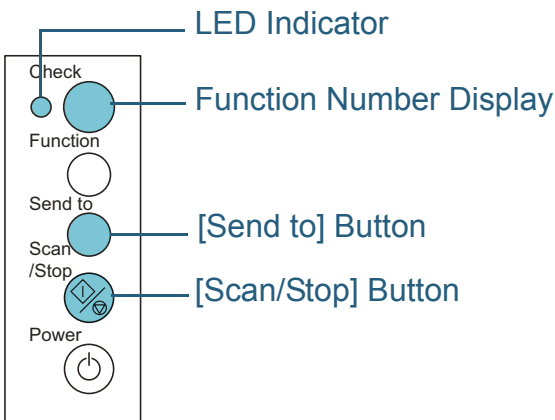 LED Indicator
Check
Function Number Display
Function
Send to
[Send to] Button
Scan
/Stop
[Scan/Stop] Button
Power